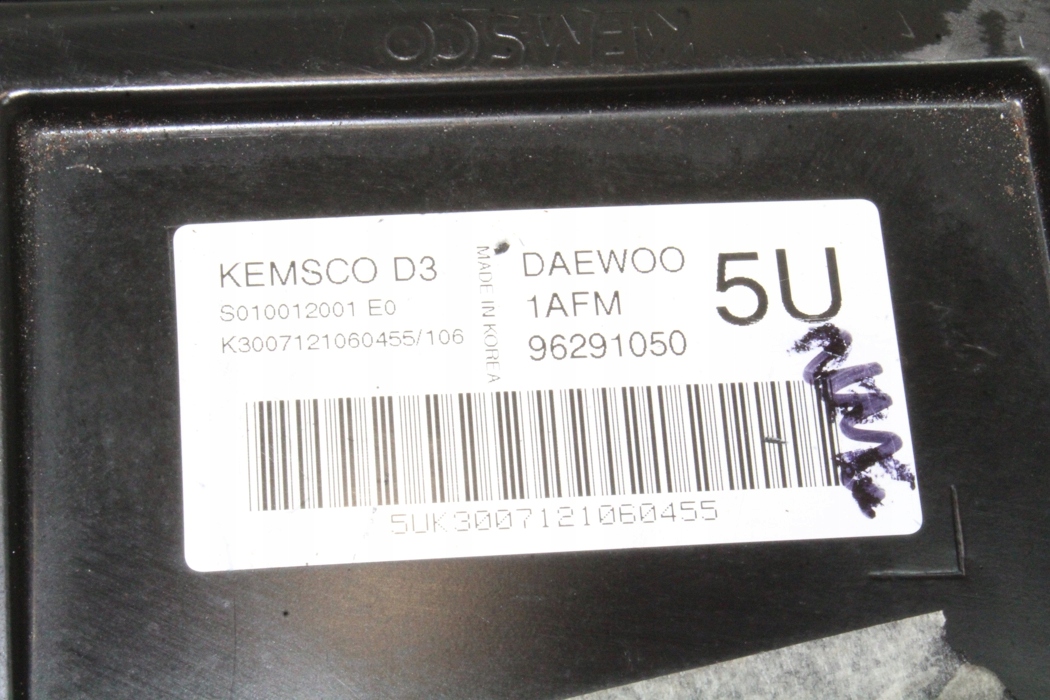 KEMSCO
KEMSCO D3
S010012001 E0
K3007121060455/106
MADE IN KOREA
DAEWOO
1AFM
96291050
5U
5UK3007121060455